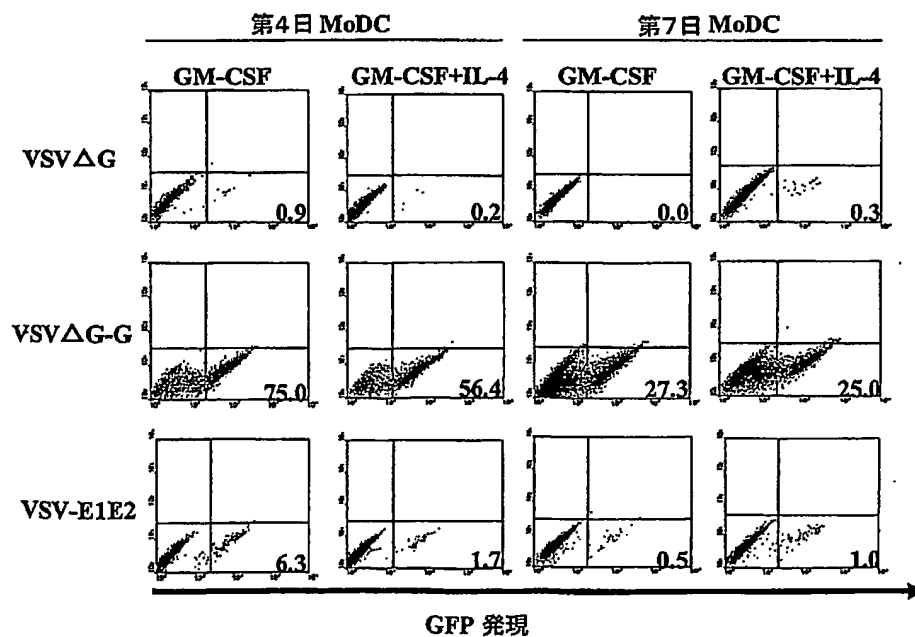 第4日 MoDC 第7日 MoDC
GM-CSF GM-CSF+IL-4 GM-CSF GM-CSF+IL-4
VSV△G 0.9 0.2 0.0 0.3
VSV△G-G 75.0 56.4 27.3 25.0
VSV-E1E2 6.3 1.7 0.5 1.0
GFP 発現